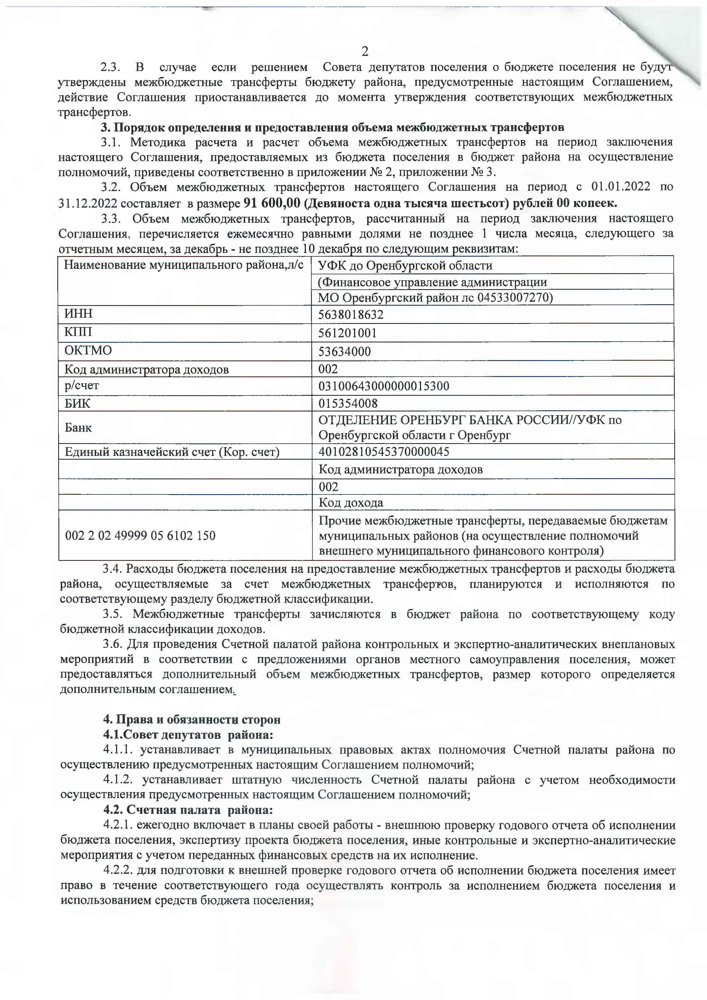 2
2.3. В случае если решением Совета депутатов поселения о бюджете поселения не будут
утверждены межбюджетные трансферты бюджету района, предусмотренные настоящим Соглашением,
действие Соглашения приостанавливается до момента утверждения соответствующих межбюджетных
трансфертов.
3. Порядок определения и предоставления объема межбюджетных трансфертов
3.1. Методика расчета и расчет объема межбюджетных трансфертов на период заключения
настоящего Соглашения, предоставляемых из бюджета поселения в бюджет района на осуществление
полномочий, приведены соответственно в приложении № 2, приложении № 3.
3.2. Объем межбюджетных трансфертов настоящего Соглашения на период с 01.01.2022 по
31.12.2022 составляет в размере 91 600,00 (Девяноста одна тысяча шестьсот) рублей 00 копеек.
3.3. Объем межбюджетных трансфертов, рассчитанный на период заключения настоящего
Соглашения, перечисляется ежемесячно равными долями не позднее 1 числа месяца, следующего за
отчетным месяцем, за декабрь - не позднее 10 декабря по следующим реквизитам:
Наименование муниципального района,л/с УФК до Оренбургской области
(Финансовое управление администрации
МО Оренбургский район лс 04533007270)
ИНН 5638018632
КПП 561201001
ОКТМО 53634000
Код администратора доходов 002
р/счет 03100643000000015300
БИК 015354008
Банк ОТДЕЛЕНИЕ ОРЕНБУРГ БАНКА РОССИИ//УФК по
Оренбургской области г Оренбург
Единый казначейский счет (Кор. счет) 40102810545370000045
Код администратора доходов
002
Код дохода
002 2 02 49999 05 6102 150 Прочие межбюджетные трансферты, передаваемые бюджетам
муниципальных районов (на осуществление полномочий
внешнего муниципального финансового контроля)
3.4. Расходы бюджета поселения на предоставление межбюджетных трансфертов и расходы бюджета
района, осуществляемые за счет межбюджетных трансфертов, планируются и исполняются по
соответствующему разделу бюджетной классификации.
3.5. Межбюджетные трансферты зачисляются в бюджет района по соответствующему коду
бюджетной классификации доходов.
3.6. Для проведения Счетной палатой района контрольных и экспертно-аналитических внеплановых
мероприятий в соответствии с предложениями органов местного самоуправления поселения, может
предоставляться дополнительный объем межбюджетных трансфертов, размер которого определяется
дополнительным соглашением.
4. Права и обязанности сторон
4.1.Совет депутатов района:
4.1.1. устанавливает в муниципальных правовых актах полномочия Счетной палаты района по
осуществлению предусмотренных настоящим Соглашением полномочий;
4.1.2. устанавливает штатную численность Счетной палаты района с учетом необходимости
осуществления предусмотренных настоящим Соглашением полномочий;
4.2. Счетная палата района:
4.2.1. ежегодно включает в планы своей работы - внешнюю проверку годового отчета об исполнении
бюджета поселения, экспертизу проекта бюджета поселения, иные контрольные и экспертно-аналитические
мероприятия с учетом переданных финансовых средств на их исполнение.
4.2.2. для подготовки к внешней проверке годового отчета об исполнении бюджета поселения имеет
право в течение соответствующего года осуществлять контроль за исполнением бюджета поселения и
использованием средств бюджета поселения;